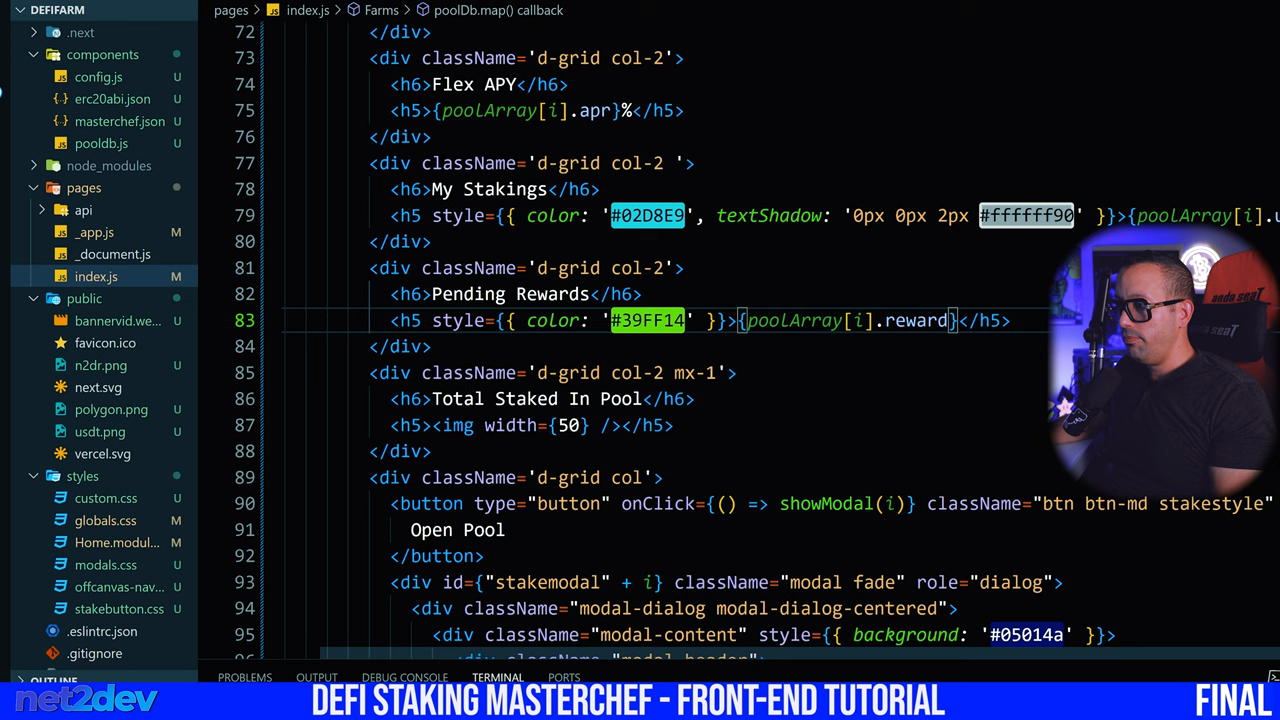 DEFIFARM
.next
components
config.js U
erc20abi.json U
masterchef.json U
pooldb.js U
node_modules
pages
api
_app.js M
_document.js
index.js M
public
bannervid.we... U
favicon.ico
n2dr.png U
next.svg
polygon.png U
usdt.png U
vercel.svg
styles
custom.css U
globals.css M
Home.modul... M
modals.css U
offcanvas-nav... U
stakebutton.css U
.eslintrc.json
.gitignore
OUTLINE
pages > index.js > Farms > poolDb.map() callback
72 </div>
73 <div className='d-grid col-2'>
74 <h6>Flex APY</h6>
75 <h5>{poolArray[i].apr}%</h5>
76 </div>
77 <div className='d-grid col-2 '>
78 <h6>My Stakings</h6>
79 <h5 style={{ color: '#02D8E9', textShadow: '0px 0px 2px #ffffff90' }}>{poolArray[i].u
80 </div>
81 <div className='d-grid col-2'>
82 <h6>Pending Rewards</h6>
83 <h5 style={{ color: '#39FF14' }}>{poolArray[i].reward}</h5>
84 </div>
85 <div className='d-grid col-2 mx-1'>
86 <h6>Total Staked In Pool</h6>
87 <h5><img width={50} /></h5>
88 </div>
89 <div className='d-grid col'>
90 <button type="button" onClick={() => showModal(i)} className="btn btn-md stakestyle"
91 Open Pool
92 </button>
93 <div id={"stakemodal" + i} className="modal fade" role="dialog">
94 <div className="modal-dialog modal-dialog-centered">
95 <div className="modal-content" style={{ background: '#05014a' }}>
96 <div className="modal-header">
PROBLEMS OUTPUT DEBUG CONSOLE TERMINAL PORTS
anda seaT
net2dev
DEFI STAKING MASTERCHEF - FRONT-END TUTORIAL
FINAL